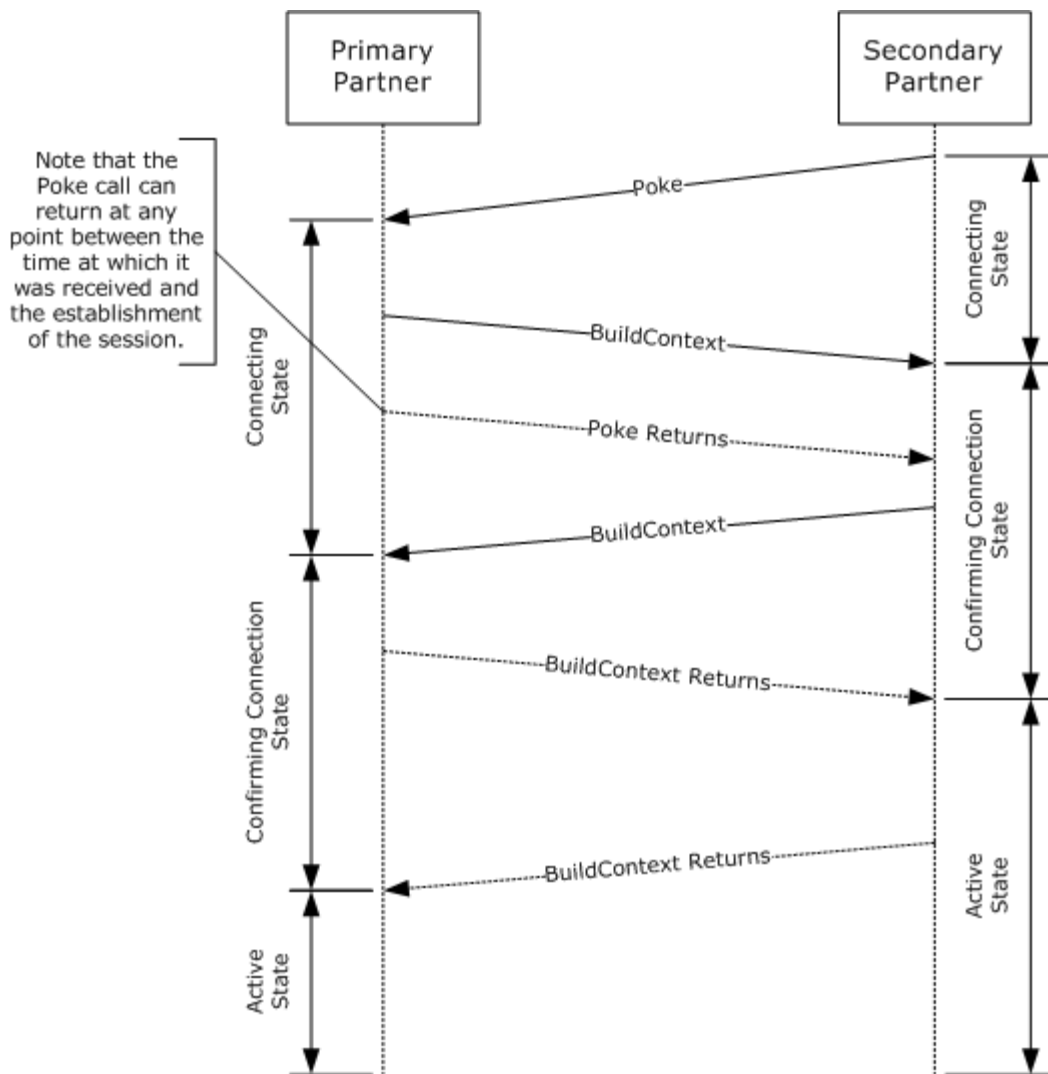 Primary
Partner
Secondary
Partner
Note that the
Poke call can
return at any
point between the
time at which it
was received and
the establishment
of the session.
Poke
Connecting
State
BuildContext
Connecting
State
Poke Returns
BuildContext
Confirming Connection
State
BuildContext Returns
Confirming Connection
State
BuildContext Returns
Active
State
Active
State